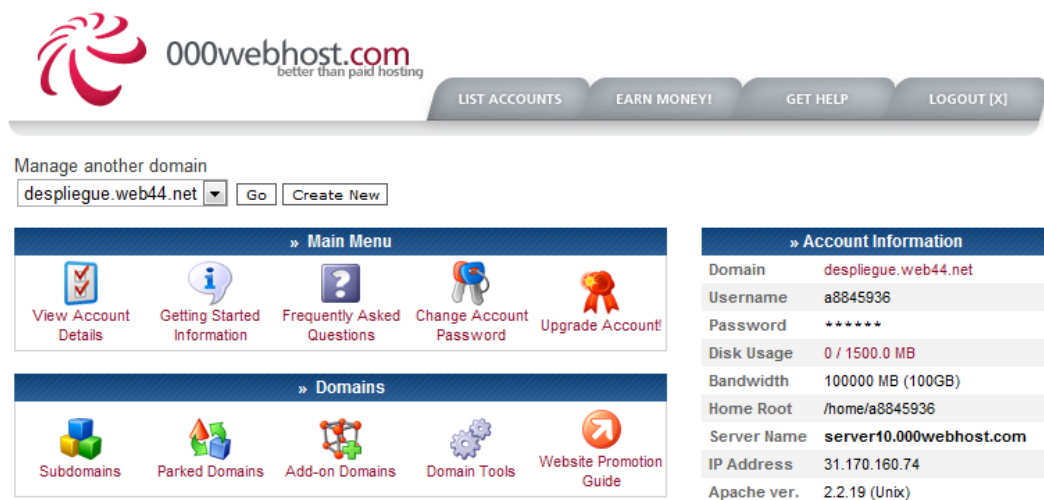 000webhost.com
better than paid hosting
LIST ACCOUNTS EARN MONEY! GET HELP LOGOUT [X]
Manage another domain
despliegue.web44.net Go Create New
» Main Menu
View Account Details
Getting Started Information
Frequently Asked Questions
Change Account Password
Upgrade Account!
» Domains
Subdomains
Parked Domains
Add-on Domains
Domain Tools
Website Promotion Guide
» Account Information
Domain despliegue.web44.net
Username a8845936
Password ******
Disk Usage 0 / 1500.0 MB
Bandwidth 100000 MB (100GB)
Home Root /home/a8845936
Server Name server10.000webhost.com
IP Address 31.170.160.74
Apache ver. 2.2.19 (Unix)